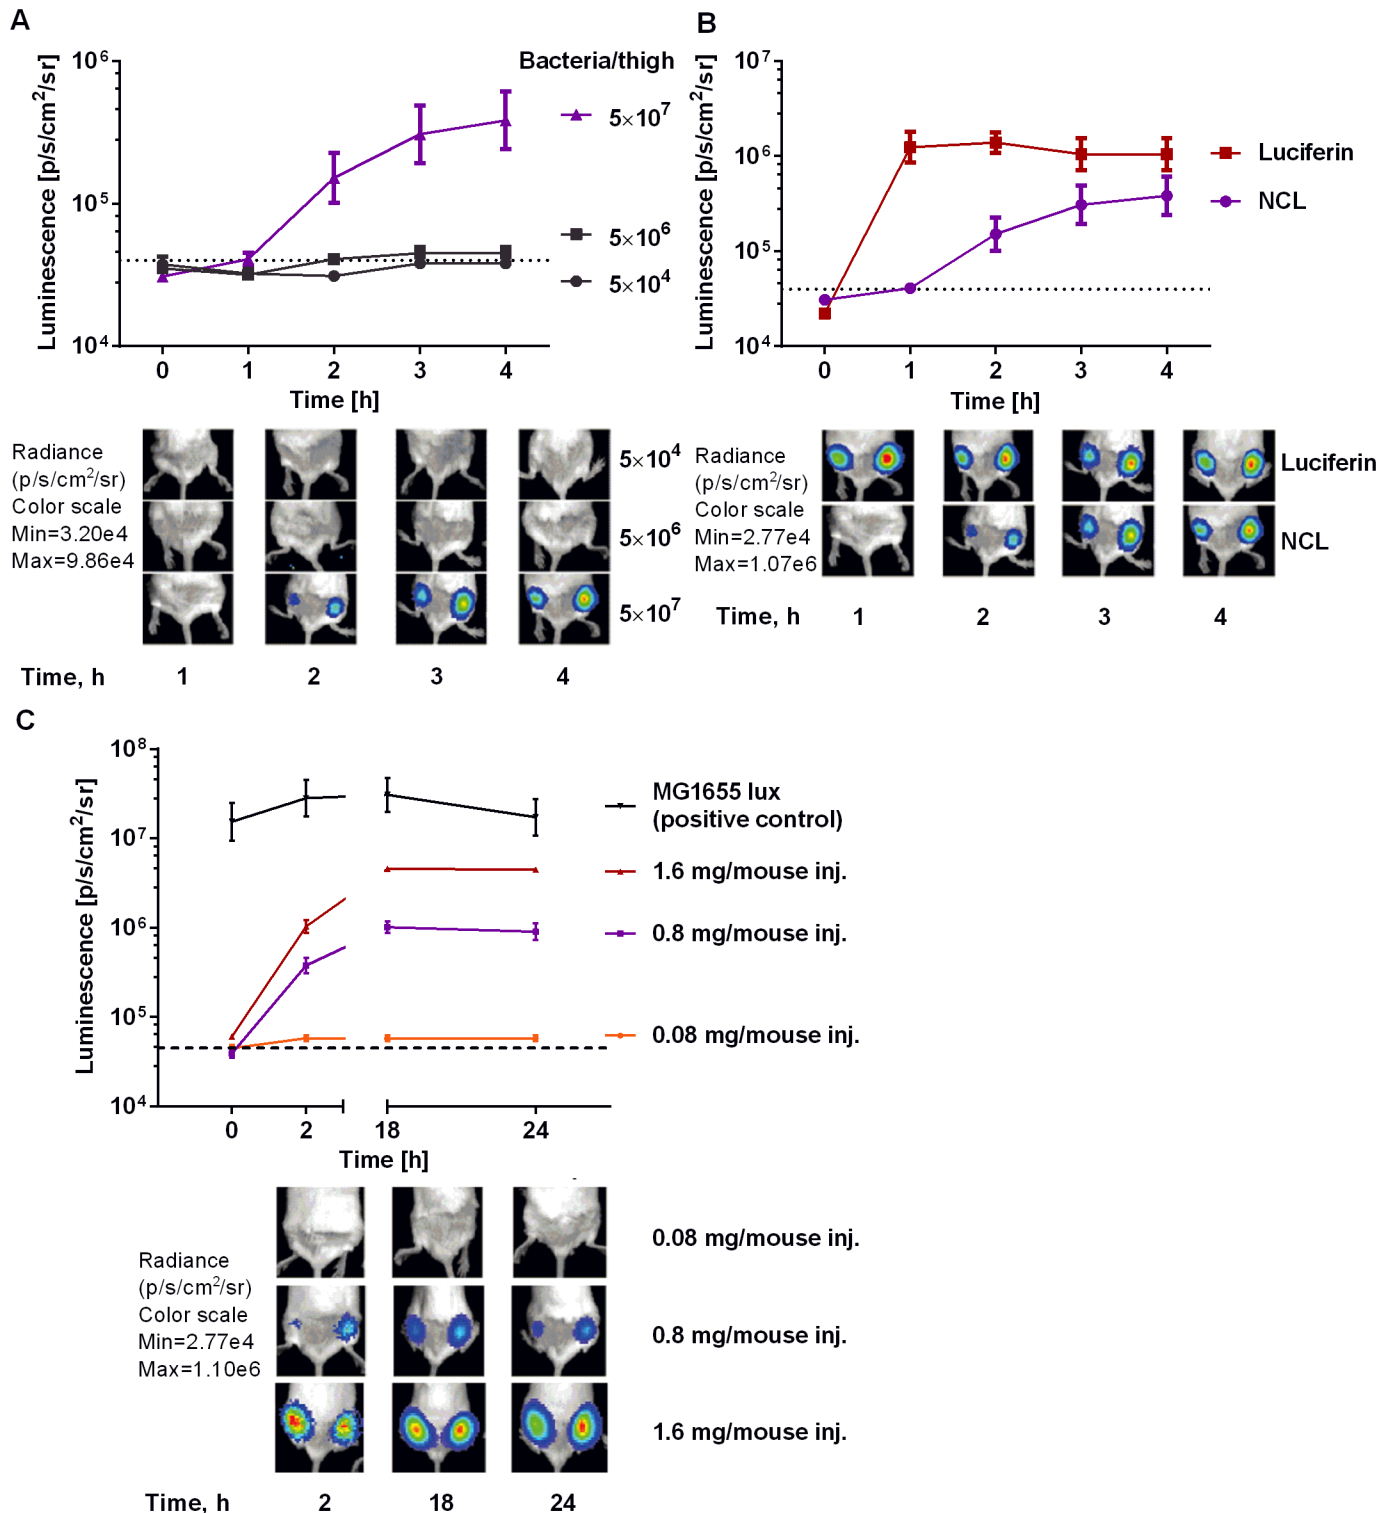 A
Luminescence [p/s/cm²/sr]
10⁶
10⁵
10⁴
0 1 2 3 4
Time [h]
Bacteria/thigh
5×10⁷
5×10⁶
5×10⁴
Radiance
(p/s/cm²/sr)
Color scale
Min=3.20e4
Max=9.86e4
5×10⁴
5×10⁶
5×10⁷
Time, h 1 2 3 4
B
Luminescence [p/s/cm²/sr]
10⁷
10⁶
10⁵
10⁴
0 1 2 3 4
Time [h]
Luciferin
NCL
Radiance
(p/s/cm²/sr)
Color scale
Min=2.77e4
Max=1.07e6
Luciferin
NCL
Time, h 1 2 3 4
C
Luminescence [p/s/cm²/sr]
10⁸
10⁷
10⁶
10⁵
10⁴
0 2 18 24
Time [h]
MG1655 lux
(positive control)
1.6 mg/mouse inj.
0.8 mg/mouse inj.
0.08 mg/mouse inj.
Radiance
(p/s/cm²/sr)
Color scale
Min=2.77e4
Max=1.10e6
0.08 mg/mouse inj.
0.8 mg/mouse inj.
1.6 mg/mouse inj.
Time, h 2 18 24